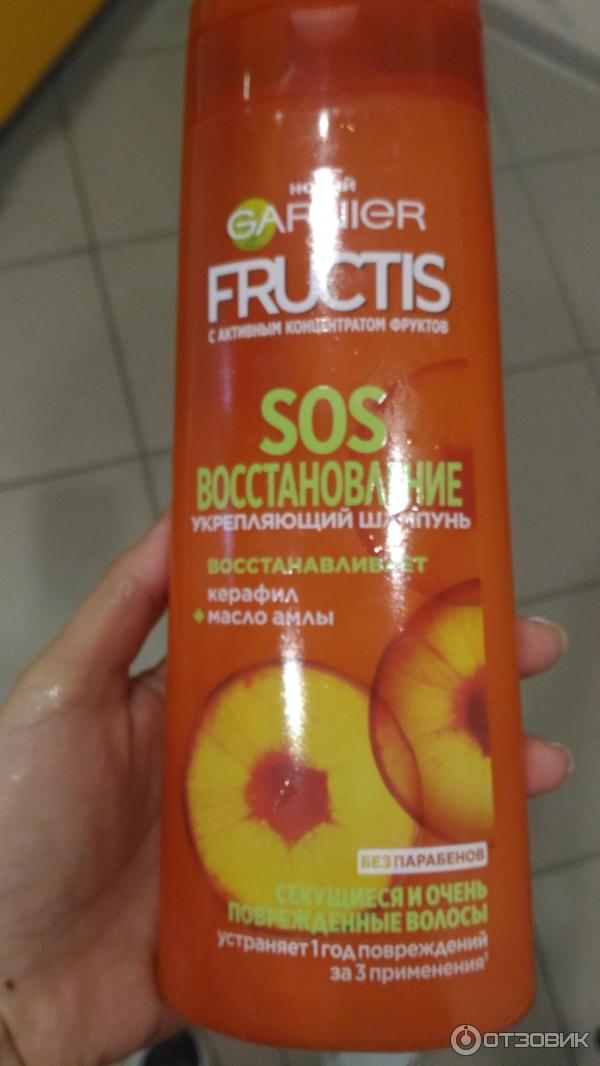 НОВЫЙ
GARNIER
FRUCTIS
С АКТИВНЫМ КОНЦЕНТРАТОМ ФРУКТОВ
SOS
ВОССТАНОВЛЕНИЕ
УКРЕПЛЯЮЩИЙ ШАМПУНЬ
ВОССТАНАВЛИВАЕТ
керафил
+ масло амлы
БЕЗ ПАРАБЕНОВ
СЕКУЩИЕСЯ И ОЧЕНЬ
ПОВРЕЖДЕННЫЕ ВОЛОСЫ
устраняет 1 год повреждений
за 3 применения¹
ОТЗОВИК